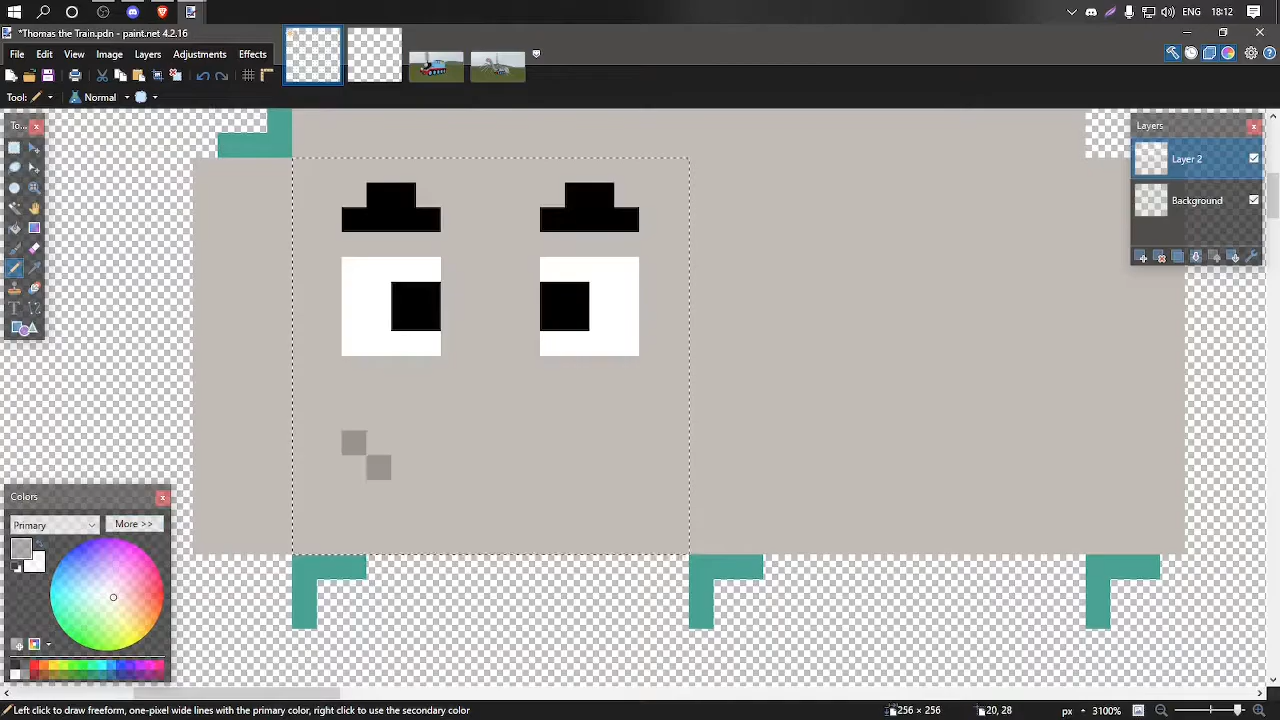 ENG 18:12
*Thomas the Train.pdn - paint.net 4.2.16
File Edit View Image Layers Adjustments Effects
Tool: Normal
To...
Layers
Layer 2
Background
Colors
Primary More >>
Left click to draw freeform, one-pixel wide lines with the primary color, right click to use the secondary color 256 × 256 20, 28 px 3100%